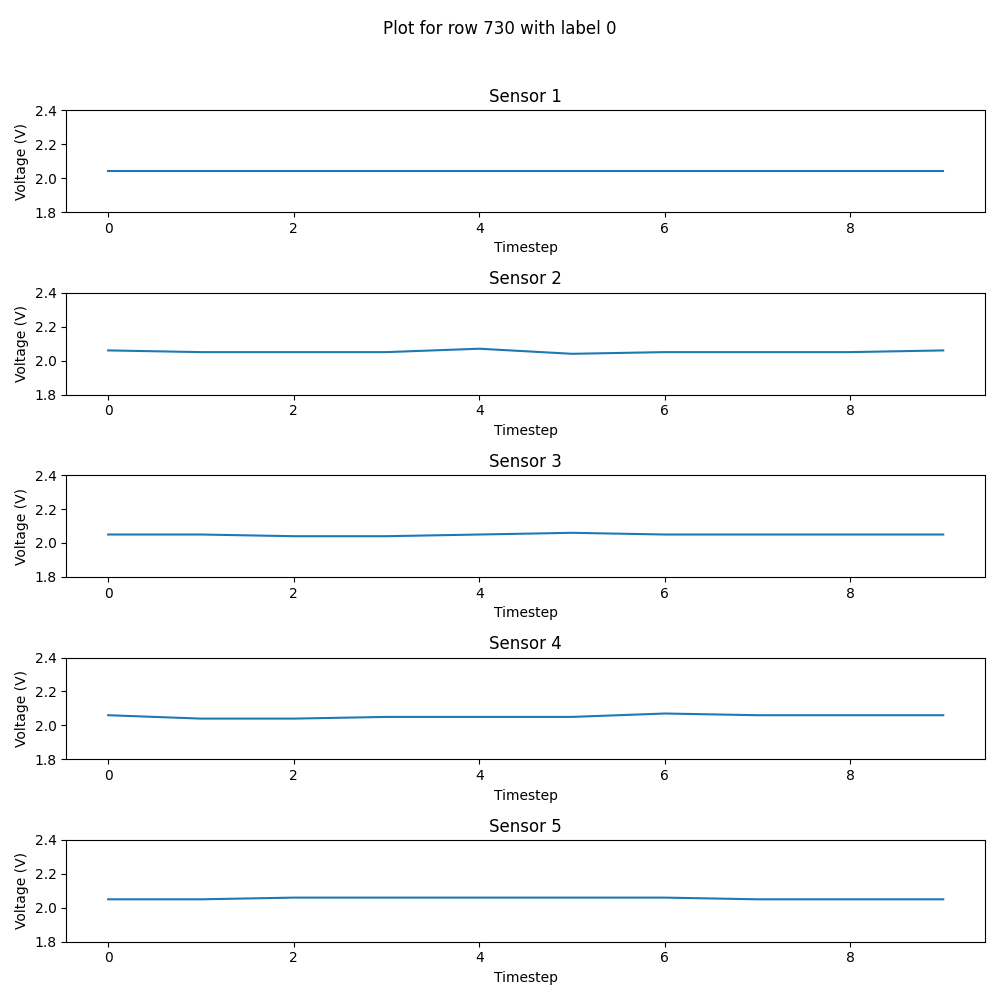 Plot for row 730 with label 0
Sensor 1
2.4
2.2
2.0
1.8
Voltage (V)
0 2 4 6 8
Timestep
Sensor 2
2.4
2.2
2.0
1.8
Voltage (V)
0 2 4 6 8
Timestep
Sensor 3
2.4
2.2
2.0
1.8
Voltage (V)
0 2 4 6 8
Timestep
Sensor 4
2.4
2.2
2.0
1.8
Voltage (V)
0 2 4 6 8
Timestep
Sensor 5
2.4
2.2
2.0
1.8
Voltage (V)
0 2 4 6 8
Timestep